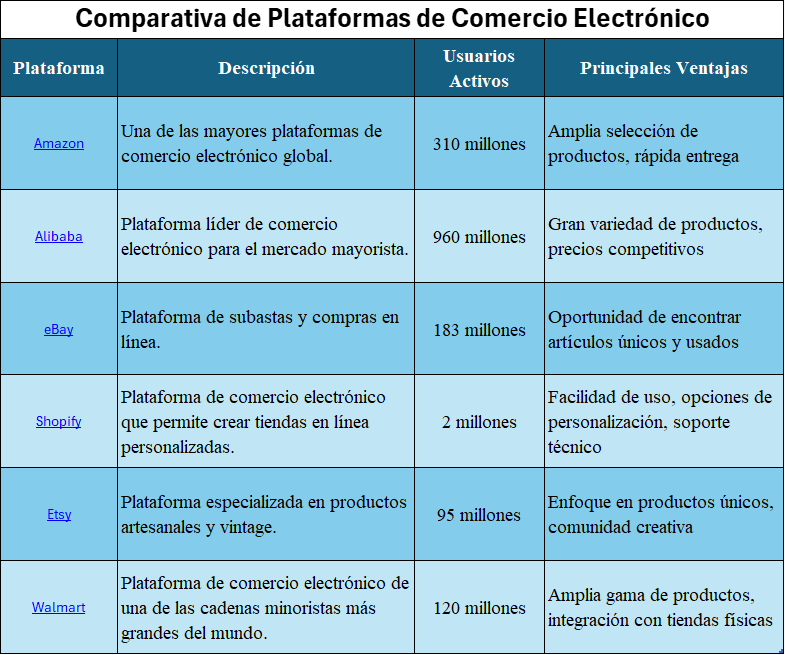 Comparativa de Plataformas de Comercio Electrónico
Plataforma
Descripción
Usuarios
Activos
Principales Ventajas
Amazon
Una de las mayores plataformas de
comercio electrónico global.
310 millones
Amplia selección de
productos, rápida entrega
Alibaba
Plataforma líder de comercio
electrónico para el mercado mayorista.
960 millones
Gran variedad de productos,
precios competitivos
eBay
Plataforma de subastas y compras en
línea.
183 millones
Oportunidad de encontrar
artículos únicos y usados
Shopify
Plataforma de comercio electrónico
que permite crear tiendas en línea
personalizadas.
2 millones
Facilidad de uso, opciones de
personalización, soporte
técnico
Etsy
Plataforma especializada en productos
artesanales y vintage.
95 millones
Enfoque en productos únicos,
comunidad creativa
Walmart
Plataforma de comercio electrónico de
una de las cadenas minoristas más
grandes del mundo.
120 millones
Amplia gama de productos,
integración con tiendas físicas